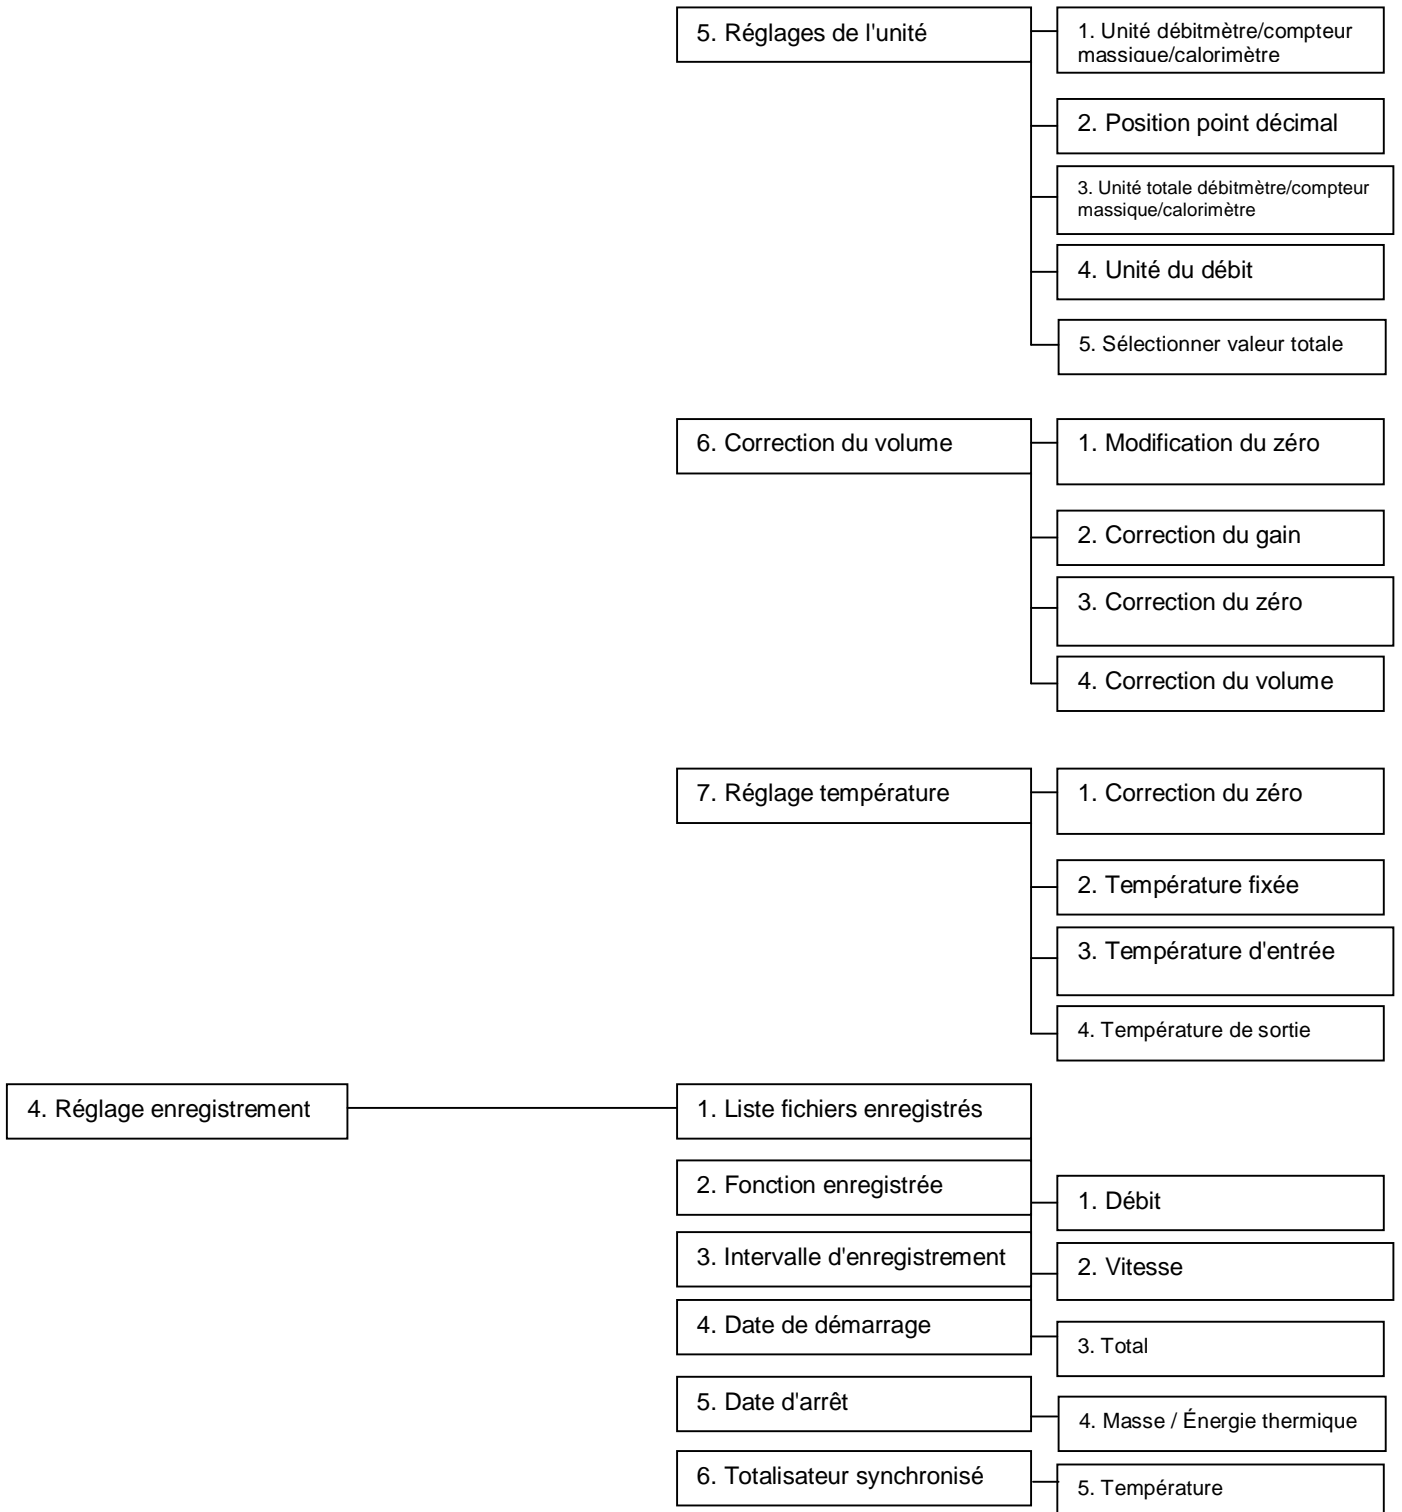 5. Réglages de l'unité
1. Unité débitmètre/compteur
massique/calorimètre
2. Position point décimal
3. Unité totale débitmètre/compteur
massique/calorimètre
4. Unité du débit
5. Sélectionner valeur totale
6. Correction du volume
1. Modification du zéro
2. Correction du gain
3. Correction du zéro
4. Correction du volume
7. Réglage température
1. Correction du zéro
2. Température fixée
3. Température d'entrée
4. Température de sortie
4. Réglage enregistrement
1. Liste fichiers enregistrés
2. Fonction enregistrée
3. Intervalle d'enregistrement
4. Date de démarrage
5. Date d'arrêt
6. Totalisateur synchronisé
1. Débit
2. Vitesse
3. Total
4. Masse / Énergie thermique
5. Température